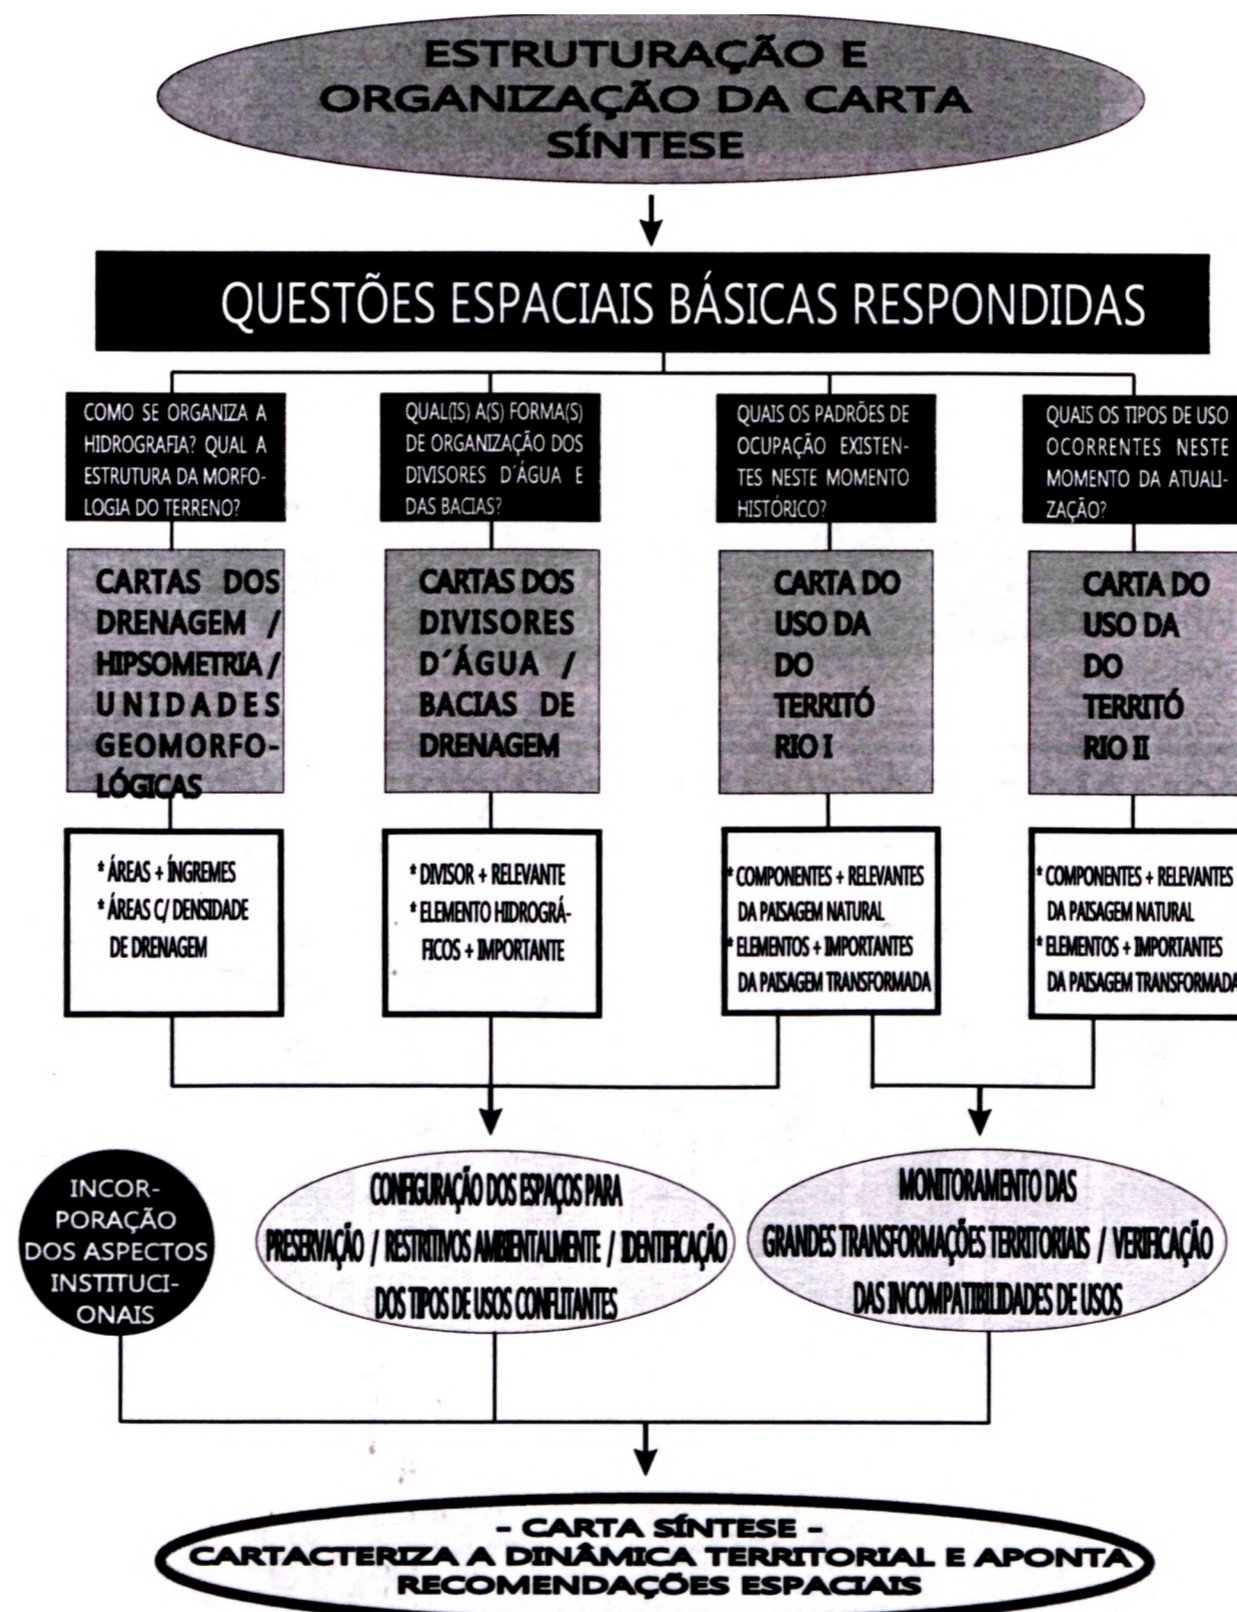 ESTRUTURAÇÃO E
ORGANIZAÇÃO DA CARTA
SÍNTESE
QUESTÕES ESPACIAIS BÁSICAS RESPONDIDAS
COMO SE ORGANIZA A
HIDROGRAFIA? QUAL A
ESTRUTURA DA MORFO-
LOGIA DO TERRENO?
QUAL(IS) A(S) FORMA(S)
DE ORGANIZAÇÃO DOS
DIVISORES D´ÁGUA E
DAS BACIAS?
QUAIS OS PADRÕES DE
OCUPAÇÃO EXISTEN-
TES NESTE MOMENTO
HISTÓRICO?
QUAIS OS TIPOS DE USO
OCORRENTES NESTE
MOMENTO DA ATUALI-
ZAÇÃO?
CARTAS DOS
DRENAGEM /
HIPSOMETRIA /
UNIDADES
GEOMORFO-
LÓGICAS
CARTAS DOS
DIVISORES
D´ÁGUA /
BACIAS DE
DRENAGEM
CARTA DO
USO DA
DO
TERRITÓ
RIO I
CARTA DO
USO DA
DO
TERRITÓ
RIO II
* ÁREAS + ÍNGREMES
* ÁREAS C/ DENSIDADE
DE DRENAGEM
* DIVISOR + RELEVANTE
* ELEMENTO HIDROGRÁ-
FICOS + IMPORTANTE
* COMPONENTES + RELEVANTES
DA PAISAGEM NATURAL
* ELEMENTOS + IMPORTANTES
DA PAISAGEM TRANSFORMADA
* COMPONENTES + RELEVANTES
DA PAISAGEM NATURAL
* ELEMENTOS + IMPORTANTES
DA PAISAGEM TRANSFORMADA
INCOR-
PORAÇÃO
DOS ASPECTOS
INSTITUCI-
ONAIS
CONFIGURAÇÃO DOS ESPAÇOS PARA
PRESERVAÇÃO / RESTRITIVOS AMBIENTALMENTE / IDENTIFICAÇÃO
DOS TIPOS DE USOS CONFLITANTES
MONITORAMENTO DAS
GRANDES TRANSFORMAÇÕES TERRITORIAIS / VERIFICAÇÃO
DAS INCOMPATIBILIDADES DE USOS
- CARTA SÍNTESE -
CARTACTERIZA A DINÂMICA TERRITORIAL E APONTA
RECOMENDAÇÕES ESPACIAIS